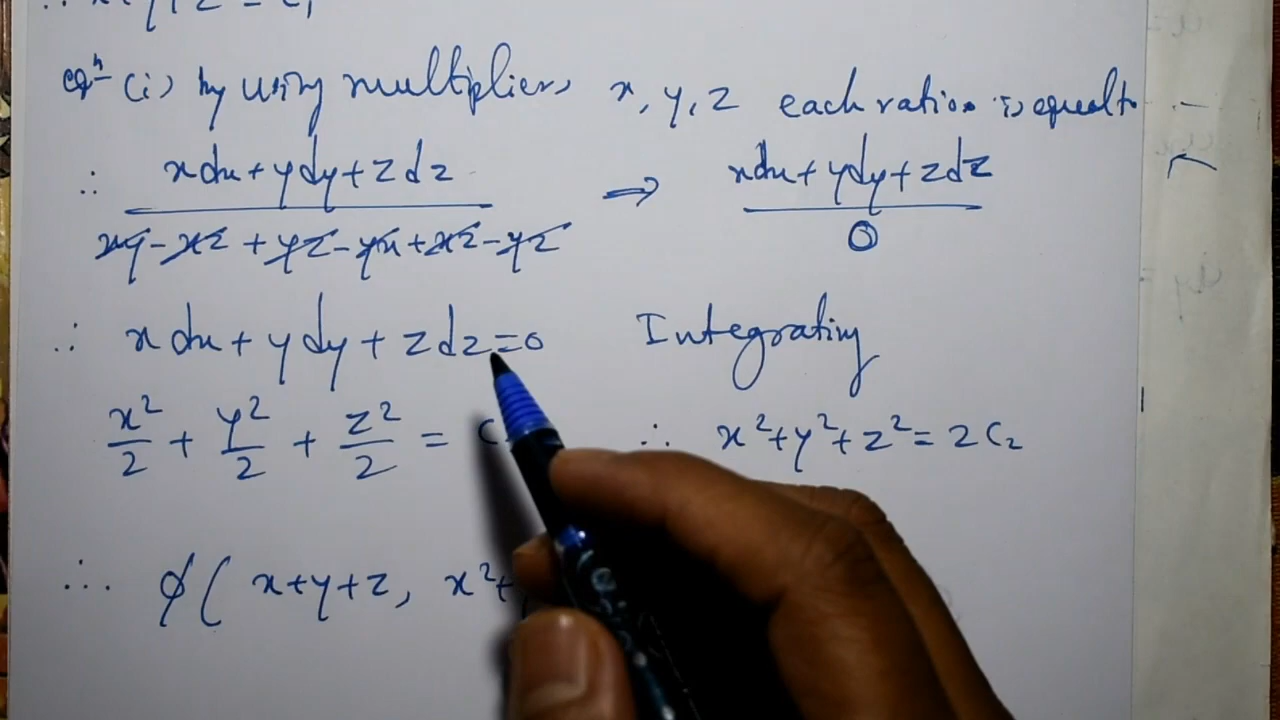 ∴ x+y+z = c₁
eqⁿ (i) by using multipliers x, y, z each ratio is equal to
∴ xdx+ydy+zdz / xy-xz+yz-yx+xz-yz ⇒ xdx+ydy+zdz / 0
∴ xdx+ydy+zdz=0 Integrating
x²/2 + y²/2 + z²/2 = c ∴ x²+y²+z²=2c₂
∴ φ( x+y+z, x²+